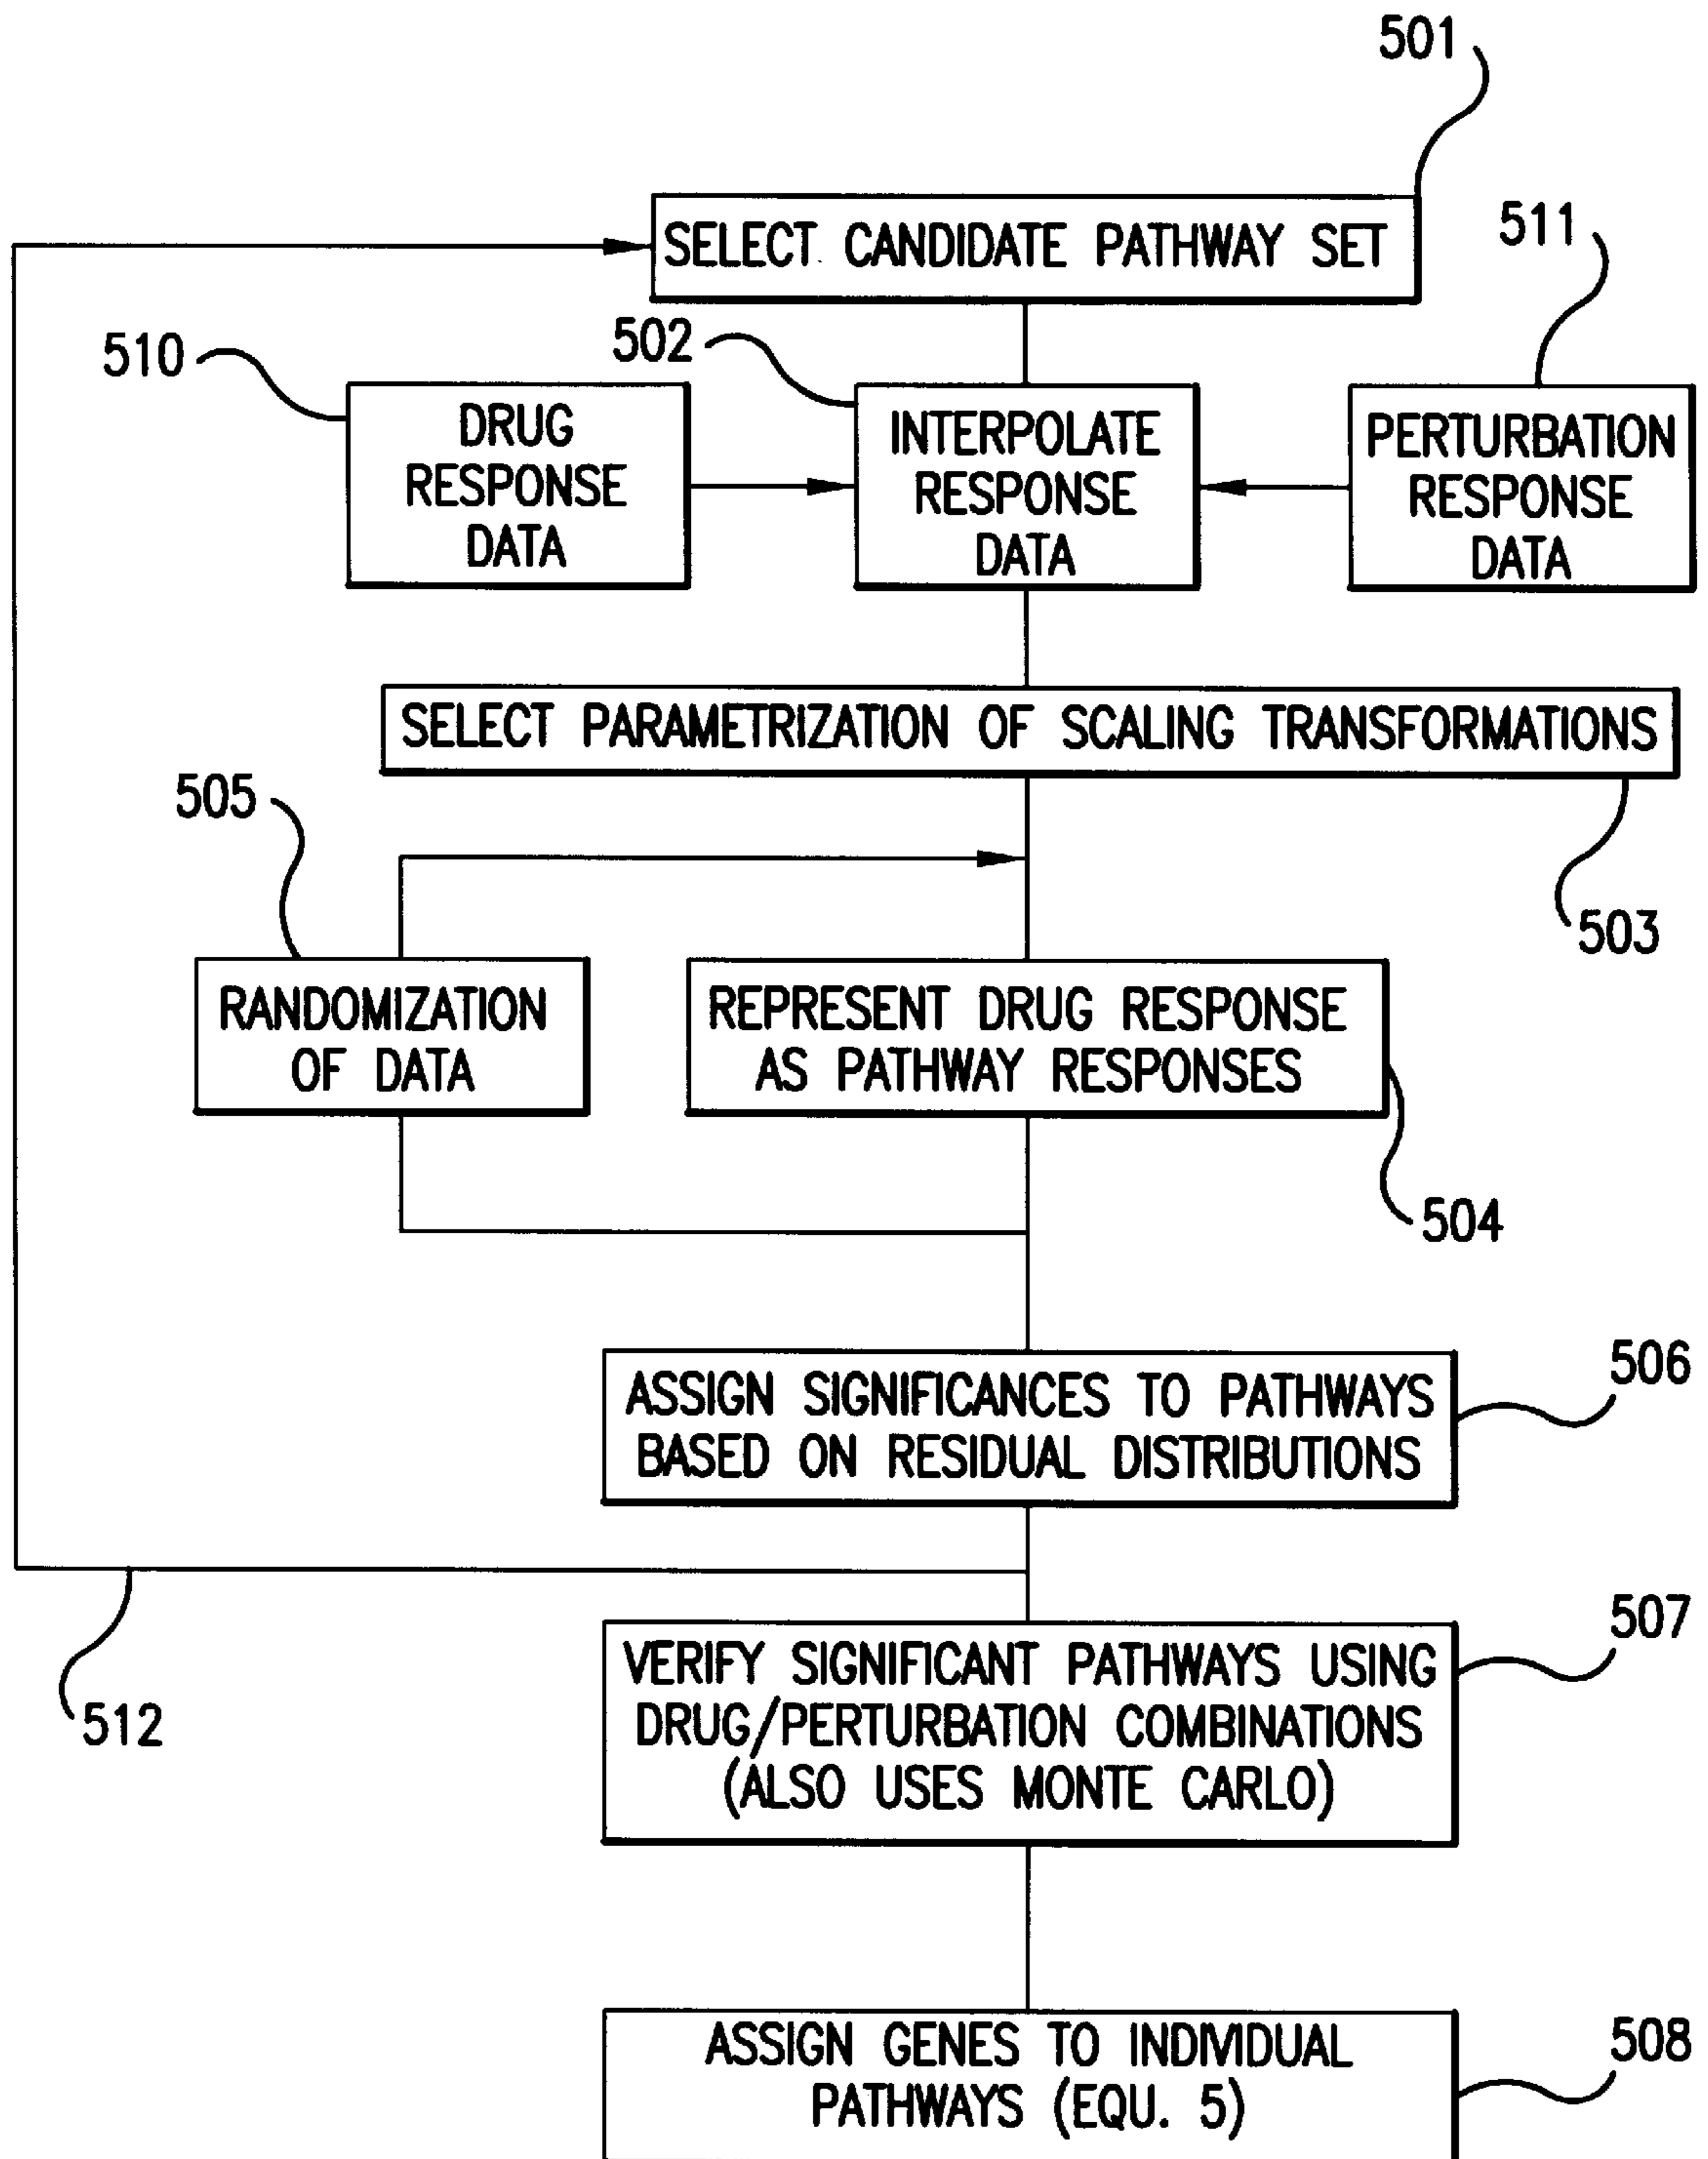 501
SELECT CANDIDATE PATHWAY SET
511
510
502
DRUG
RESPONSE
DATA
INTERPOLATE
RESPONSE
DATA
PERTURBATION
RESPONSE
DATA
SELECT PARAMETRIZATION OF SCALING TRANSFORMATIONS
505
503
RANDOMIZATION
OF DATA
REPRESENT DRUG RESPONSE
AS PATHWAY RESPONSES
504
506
ASSIGN SIGNIFICANCES TO PATHWAYS
BASED ON RESIDUAL DISTRIBUTIONS
507
VERIFY SIGNIFICANT PATHWAYS USING
DRUG/PERTURBATION COMBINATIONS
(ALSO USES MONTE CARLO)
512
508
ASSIGN GENES TO INDIVIDUAL
PATHWAYS (EQU. 5)